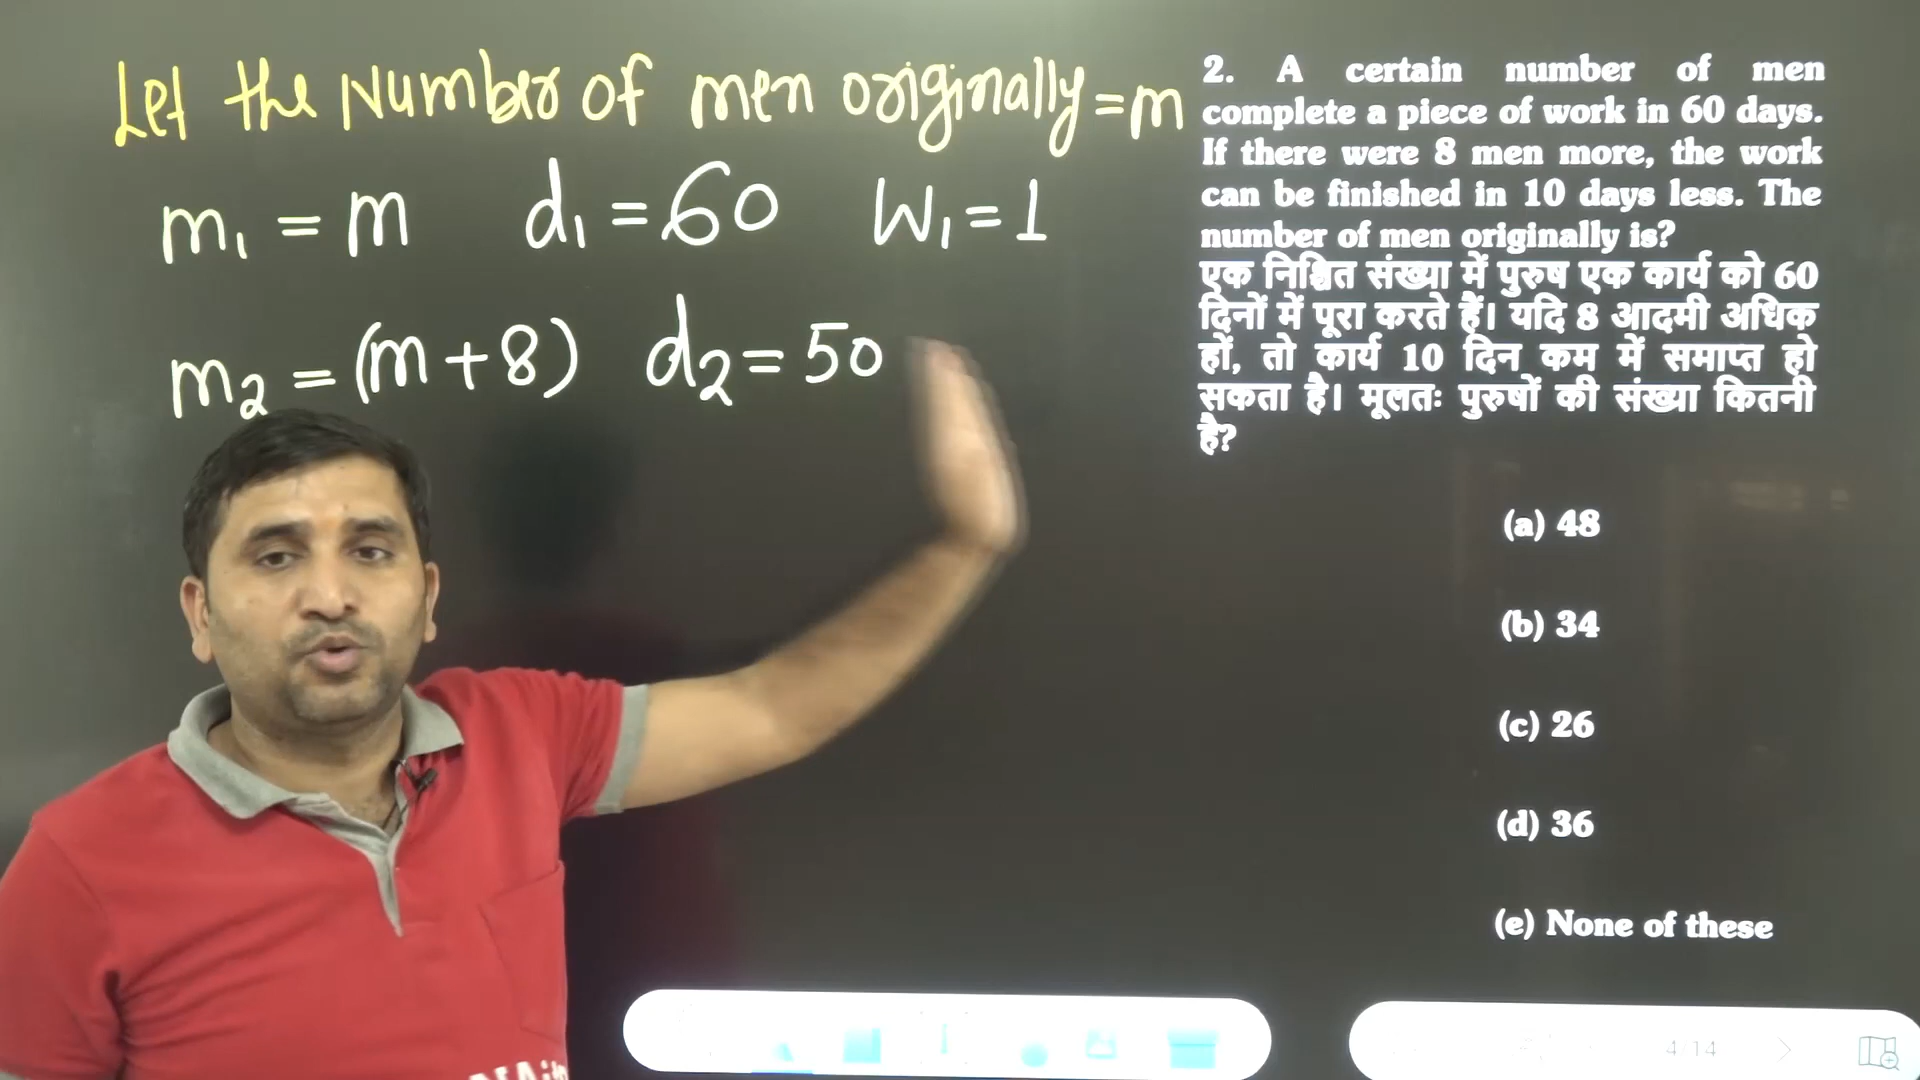 Let the Number of men originally = m
m₁ = m d₁ = 60 W₁ = 1
m₂ = (m + 8) d₂ = 50
2. A certain number of men
complete a piece of work in 60 days.
If there were 8 men more, the work
can be finished in 10 days less. The
number of men originally is?
एक निश्चित संख्या में पुरुष एक कार्य को 60
दिनों में पूरा करते हैं। यदि 8 आदमी अधिक
हों, तो कार्य 10 दिन कम में समाप्त हो
सकता है। मूलतः पुरुषों की संख्या कितनी
है?
(a) 48
(b) 34
(c) 26
(d) 36
(e) None of these
4/14